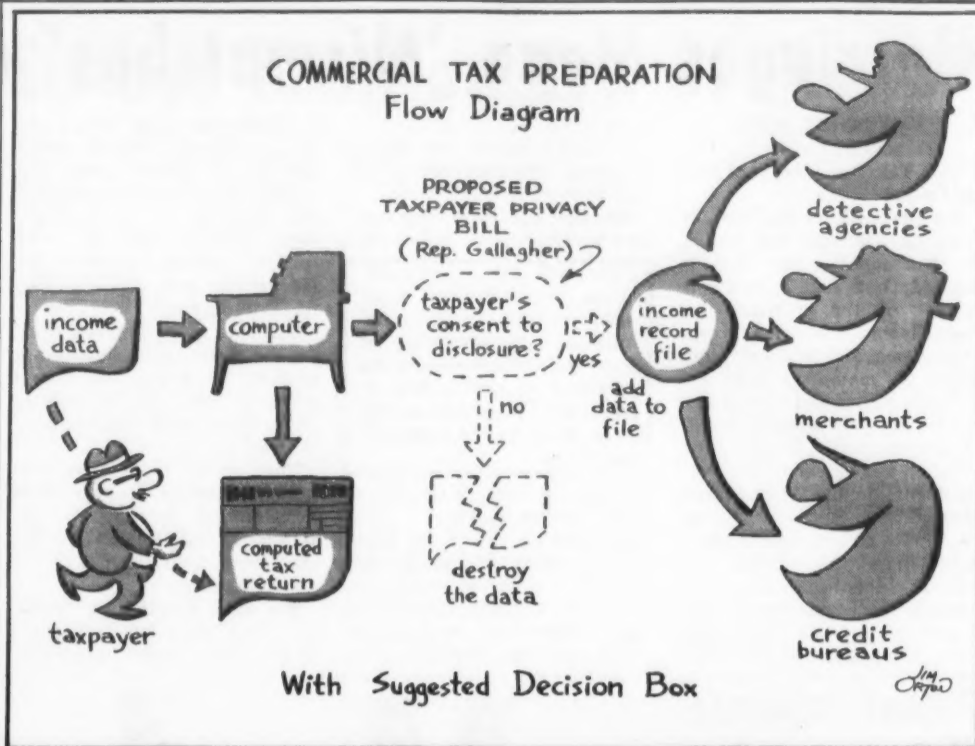 COMMERCIAL TAX PREPARATION
Flow Diagram
PROPOSED
TAXPAYER PRIVACY
BILL
(Rep. Gallagher)
income
data
computer
taxpayer's
consent to
disclosure?
yes
income
record
file
add
data to
file
no
destroy
the data
computed
tax
return
taxpayer
detective
agencies
merchants
credit
bureaus
With Suggested Decision Box
JIM
ORTON